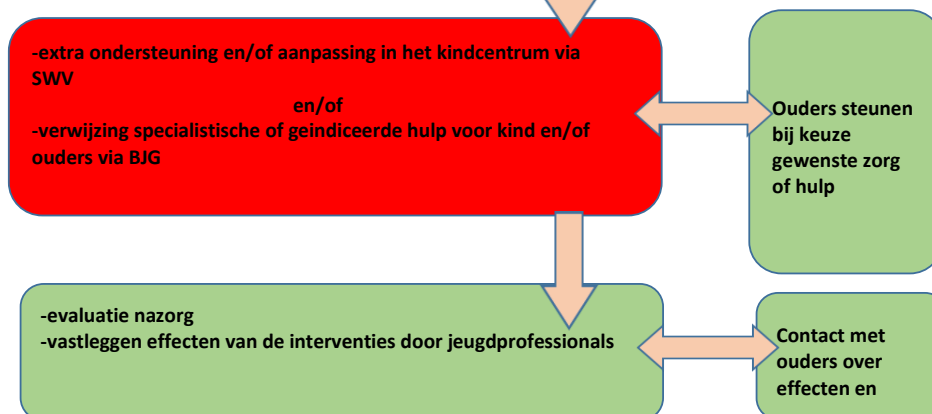 -extra ondersteuning en/of aanpassing in het kindcentrum via
SWV
en/of
-verwijzing specialistische of geindiceerde hulp voor kind en/of
ouders via BJG
Ouders steunen
bij keuze
gewenste zorg
of hulp
-evaluatie nazorg
-vastleggen effecten van de interventies door jeugdprofessionals
Contact met
ouders over
effecten en